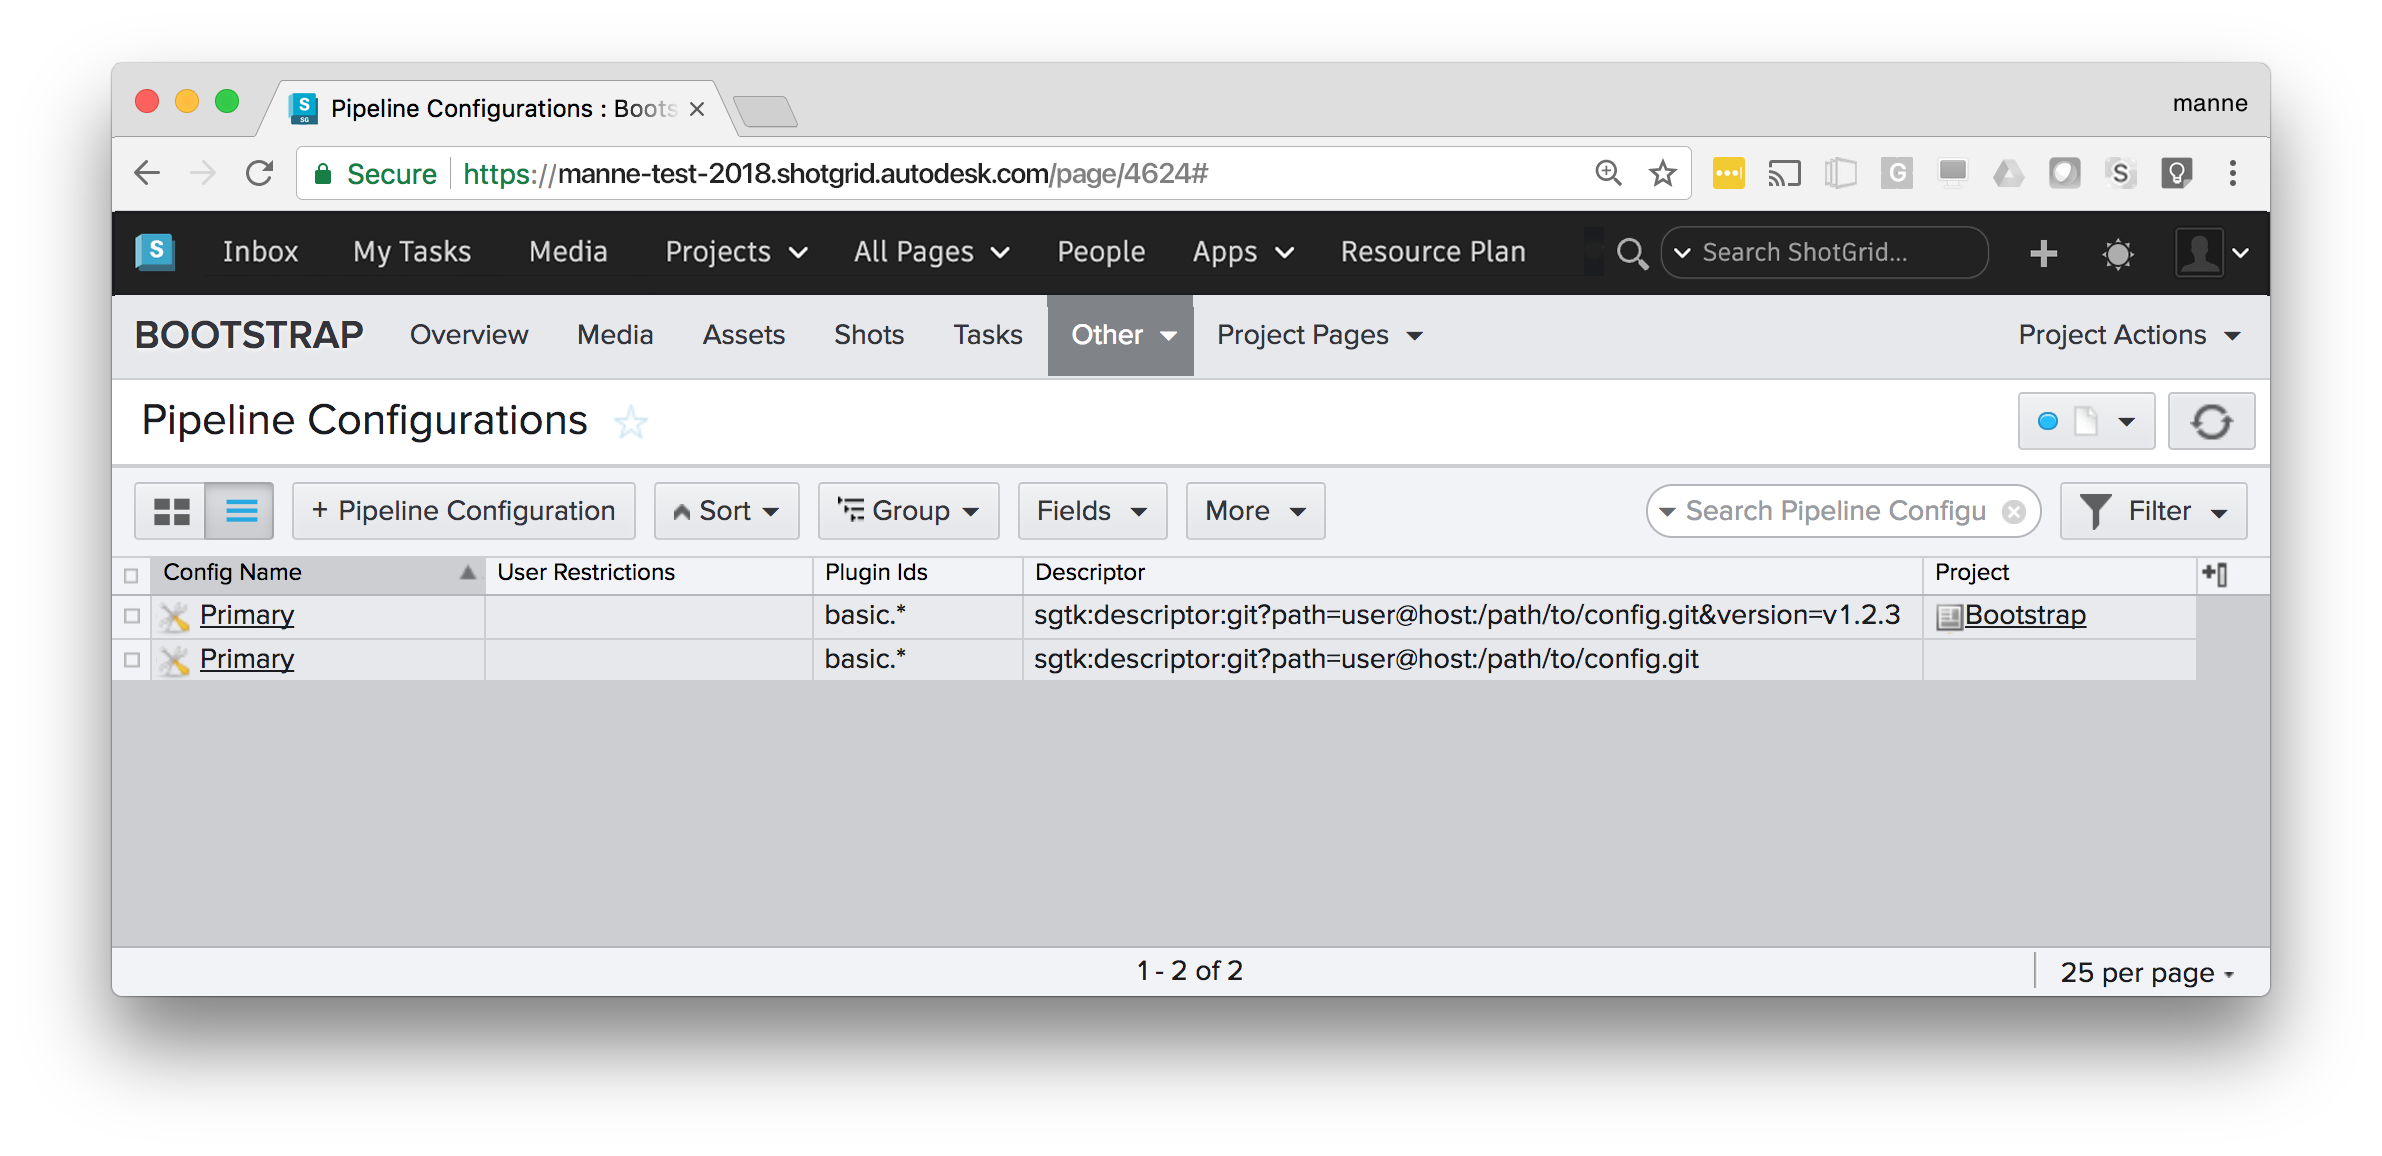 Pipeline Configurations : Boots
manne
Secure https://manne-test-2018.shotgrid.autodesk.com/page/4624#
S Inbox My Tasks Media Projects All Pages People Apps Resource Plan Search ShotGrid...
BOOTSTRAP Overview Media Assets Shots Tasks Other Project Pages Project Actions
Pipeline Configurations
+ Pipeline Configuration Sort Group Fields More Search Pipeline Configu Filter
Config Name User Restrictions Plugin Ids Descriptor Project
Primary basic.* sgtk:descriptor:git?path=user@host:/path/to/config.git&version=v1.2.3 Bootstrap
Primary basic.* sgtk:descriptor:git?path=user@host:/path/to/config.git
1 - 2 of 2
25 per page